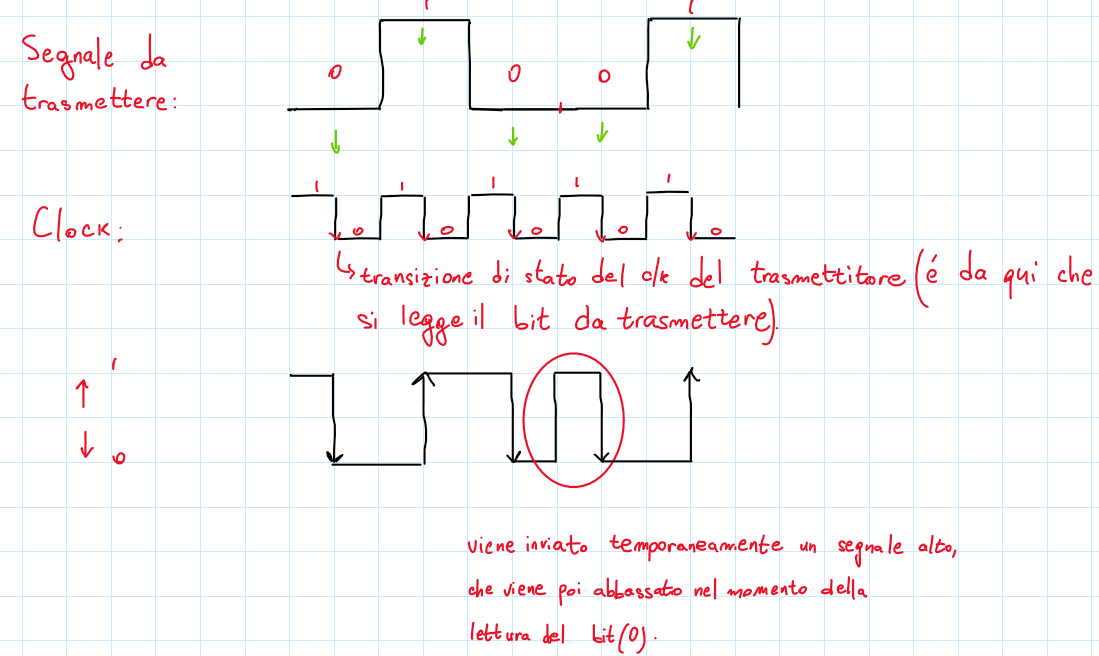 1 1
Segnale da
trasmettere:
0 0 0
Clock:
1 1 1 1 1
0 0 0 0 0
transizione di stato del clk del trasmettitore (é da qui che
si legge il bit da trasmettere).
1
0
viene inviato temporaneamente un segnale alto,
che viene poi abbassato nel momento della
lettura del bit (0).